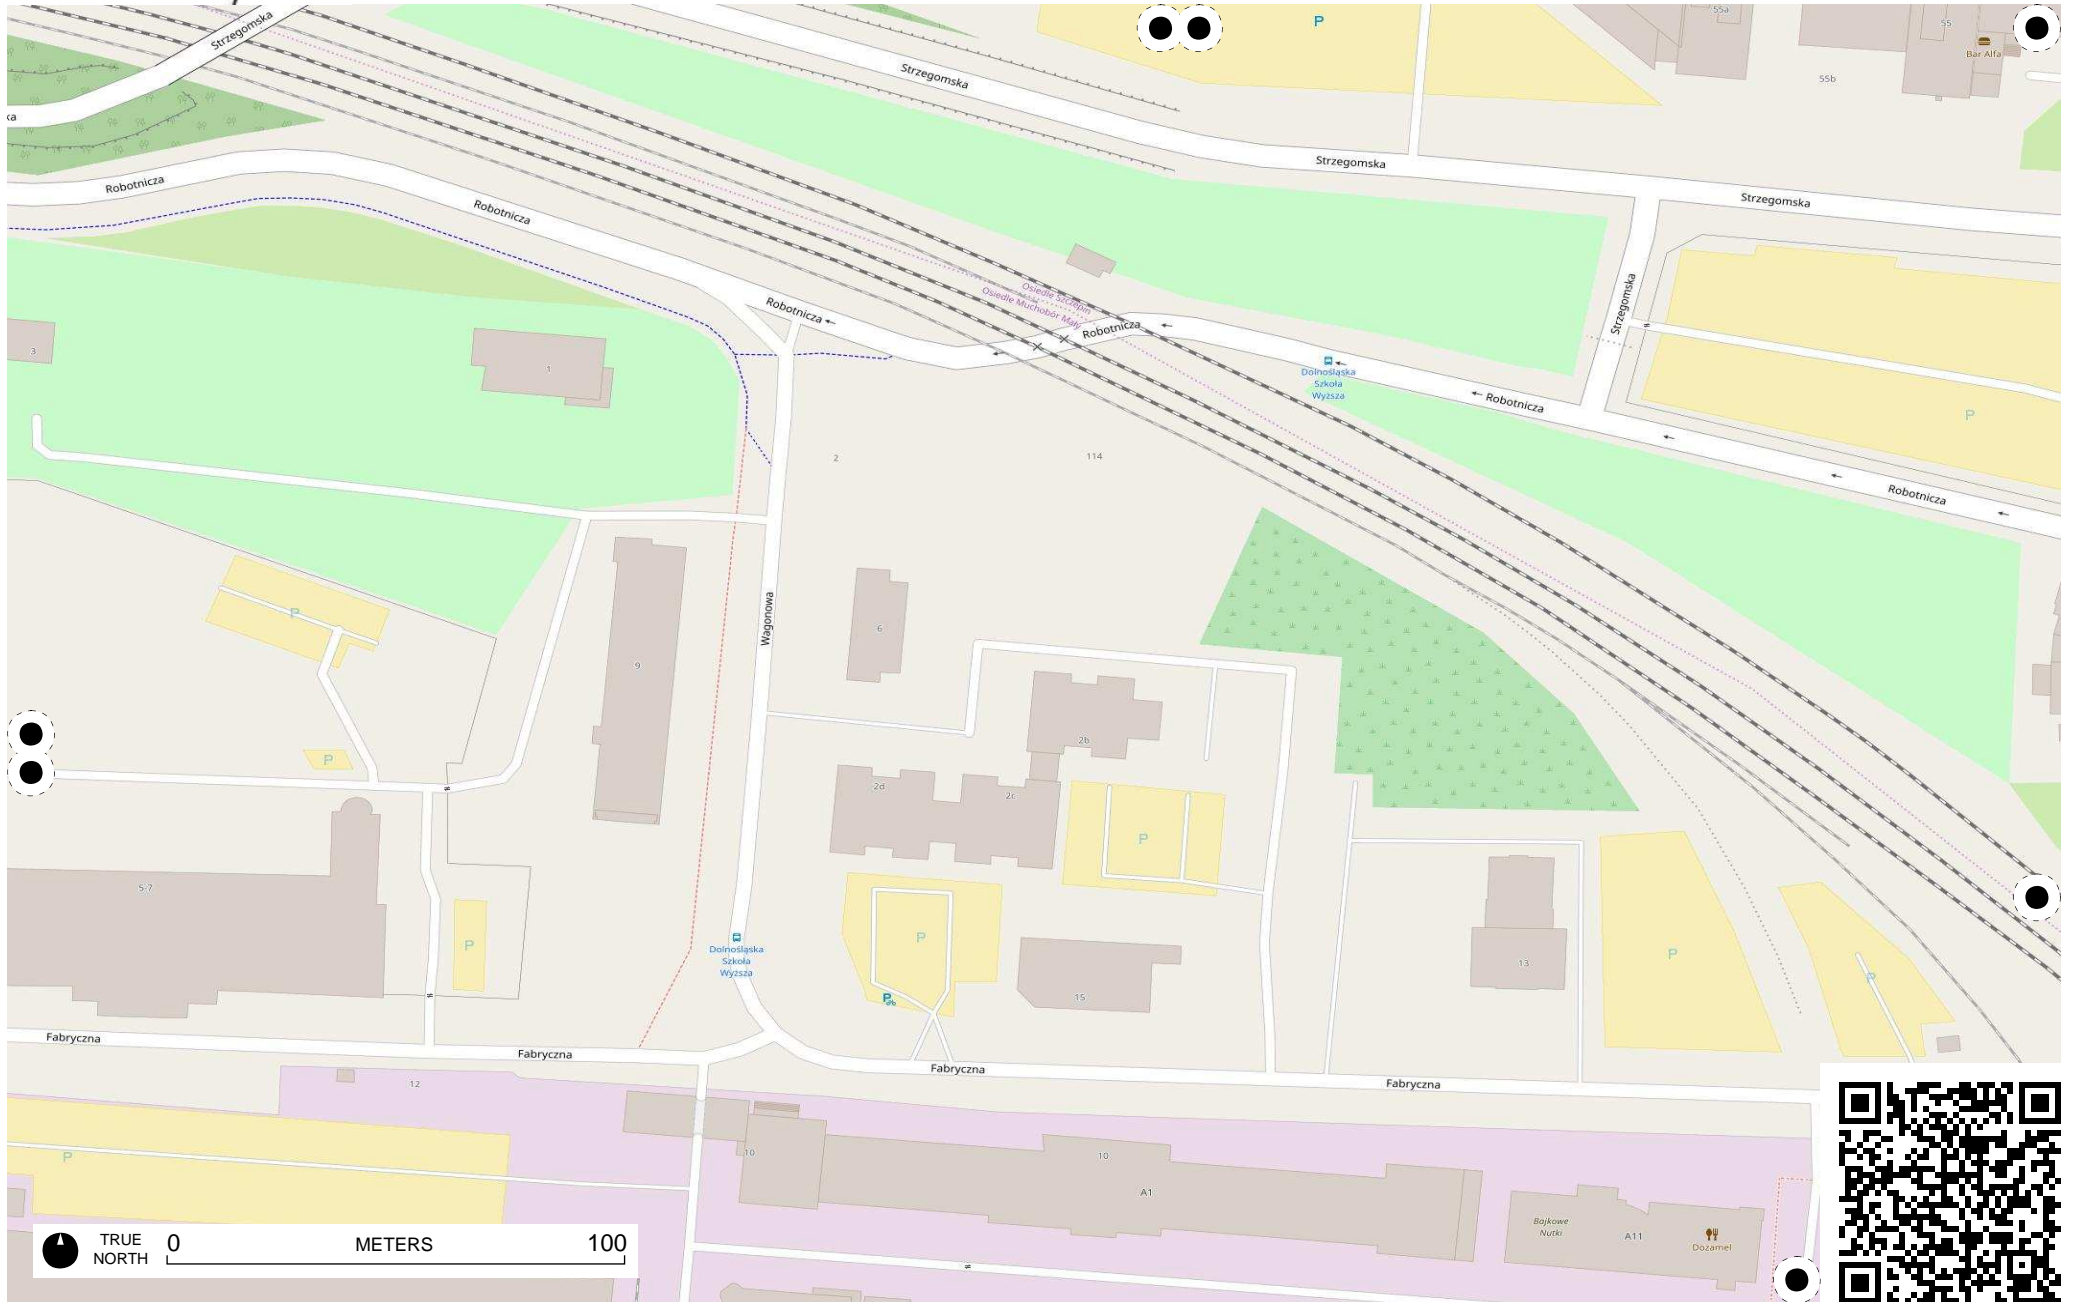 Strzegomska
P
55a
55
Bar Alfa
55b
Strzegomska
ka
Strzegomska
Robotnicza
Strzegomska
Robotnicza
Osiedle Szczepin
Osiedle Muchobór Mały
Robotnicza
Robotnicza
Strzegomska
3
1
Dolnośląska
Szkoła
Wyższa
Robotnicza
P
2
114
Robotnicza
Wagonowa
P
6
9
2b
P
2d
2c
P
5-7
P
P
Dolnośląska
Szkoła
Wyższa
P
13
P
P
15
Fabryczna
Fabryczna
Fabryczna
Fabryczna
12
10
10
P
A1
Bajkowe
Nutki
A11
Dozamel
TRUE
NORTH
0
METERS
100